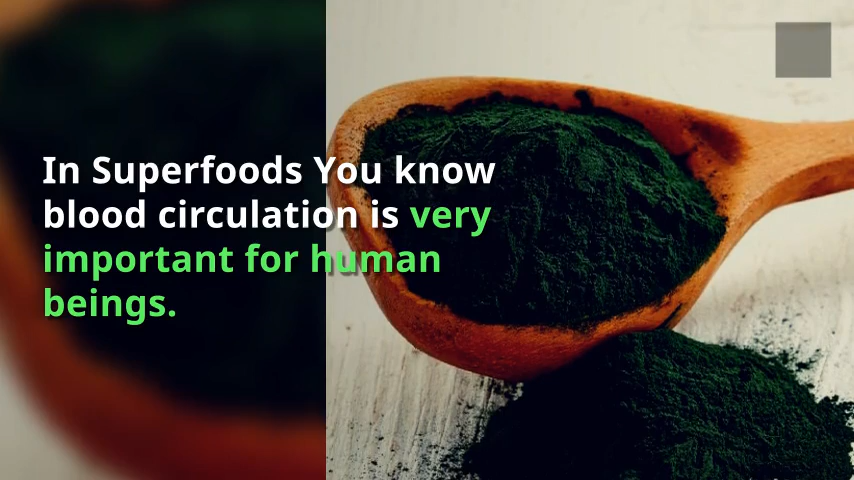 In Superfoods You know
blood circulation is very
important for human
beings.